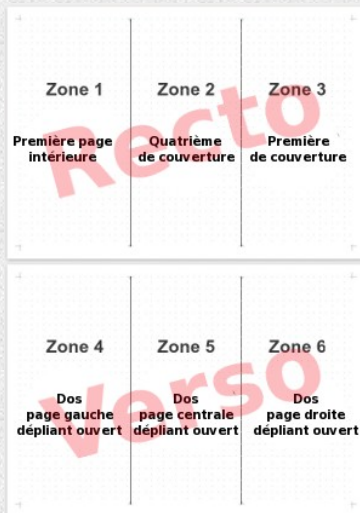 Recto
Zone 1
Première page
intérieure
Zone 2
Quatrième
de couverture
Zone 3
Première
de couverture
Verso
Zone 4
Dos
page gauche
dépliant ouvert
Zone 5
Dos
page centrale
dépliant ouvert
Zone 6
Dos
page droite
dépliant ouvert